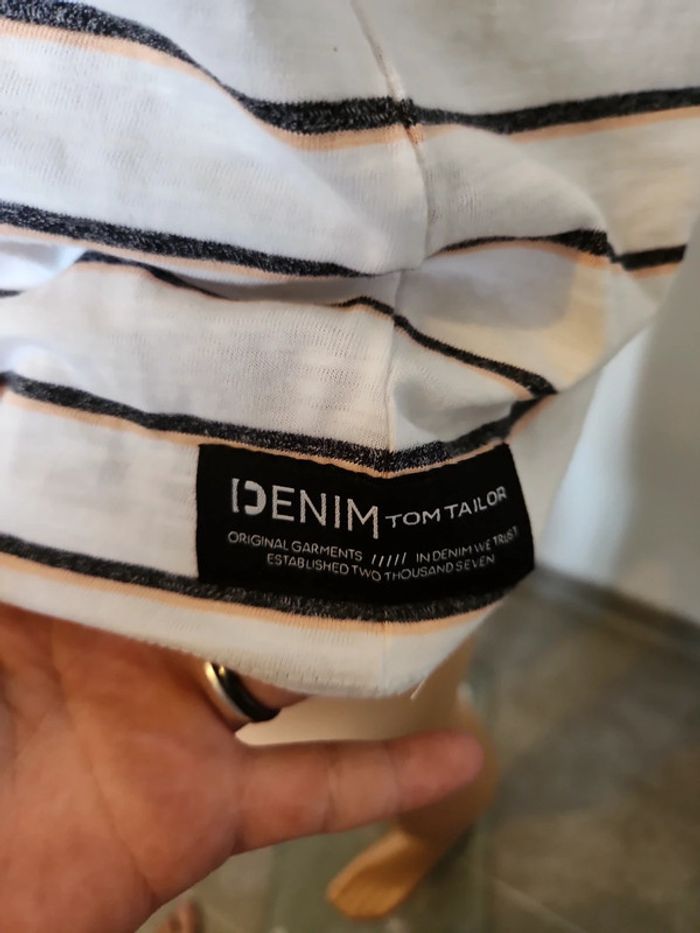 DENIM TOM TAILOR
ORIGINAL GARMENTS ///// IN DENIM WE TRUST
ESTABLISHED TWO THOUSAND SEVEN